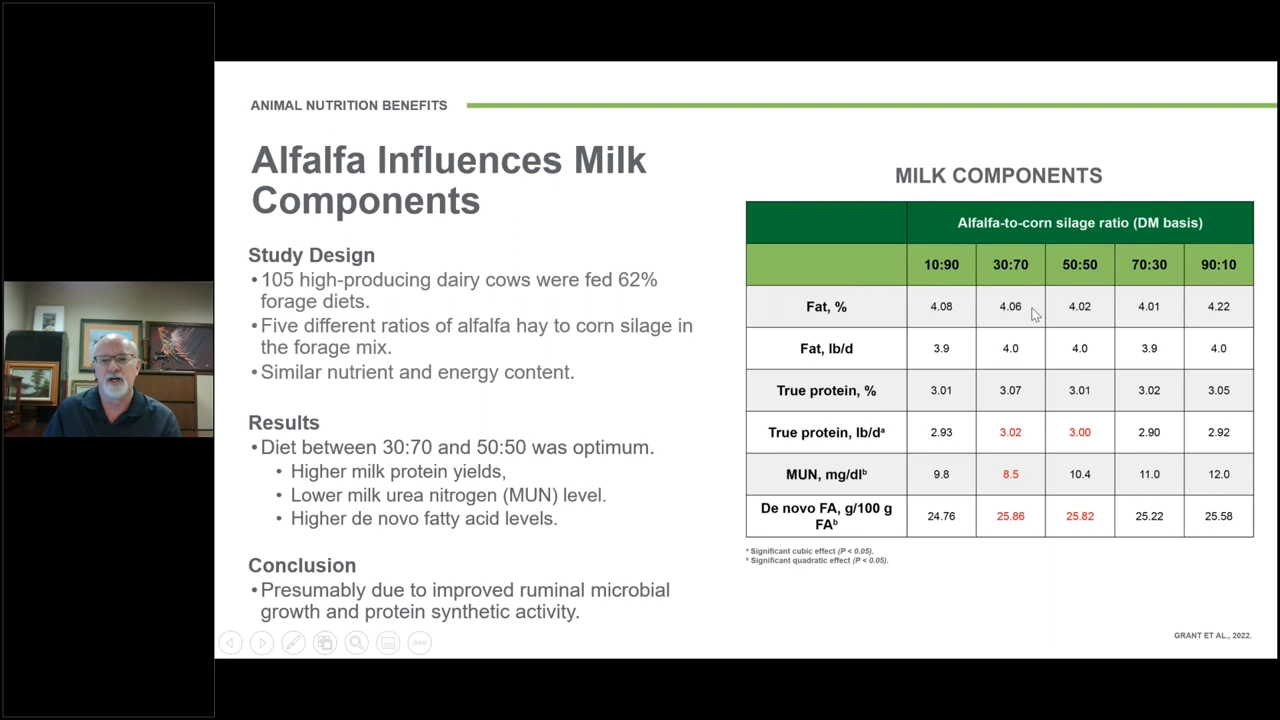 ANIMAL NUTRITION BENEFITS
Alfalfa Influences Milk
Components
Study Design
•105 high-producing dairy cows were fed 62%
forage diets.
•Five different ratios of alfalfa hay to corn silage in
the forage mix.
•Similar nutrient and energy content.
Results
•Diet between 30:70 and 50:50 was optimum.
• Higher milk protein yields,
• Lower milk urea nitrogen (MUN) level.
• Higher de novo fatty acid levels.
Conclusion
•Presumably due to improved ruminal microbial
growth and protein synthetic activity.
MILK COMPONENTS
Alfalfa-to-corn silage ratio (DM basis)
10:90 30:70 50:50 70:30 90:10
Fat, % 4.08 4.06 4.02 4.01 4.22
Fat, lb/d 3.9 4.0 4.0 3.9 4.0
True protein, % 3.01 3.07 3.01 3.02 3.05
True protein, lb/dᵃ 2.93 3.02 3.00 2.90 2.92
MUN, mg/dlᵇ 9.8 8.5 10.4 11.0 12.0
De novo FA, g/100 g
FAᵇ 24.76 25.86 25.82 25.22 25.58
ᵃ Significant cubic effect (P < 0.05).
ᵇ Significant quadratic effect (P < 0.05).
GRANT ET AL., 2022.